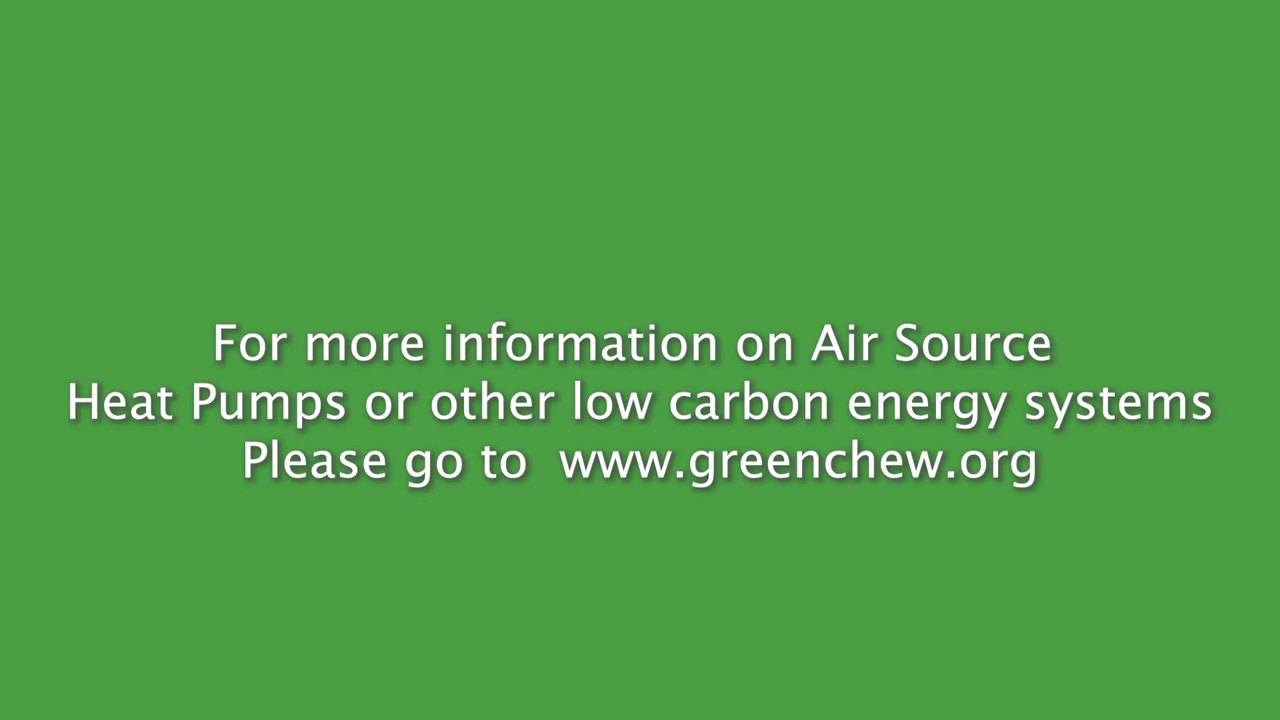 For more information on Air Source
Heat Pumps or other low carbon energy systems
Please go to  www.greenchew.org